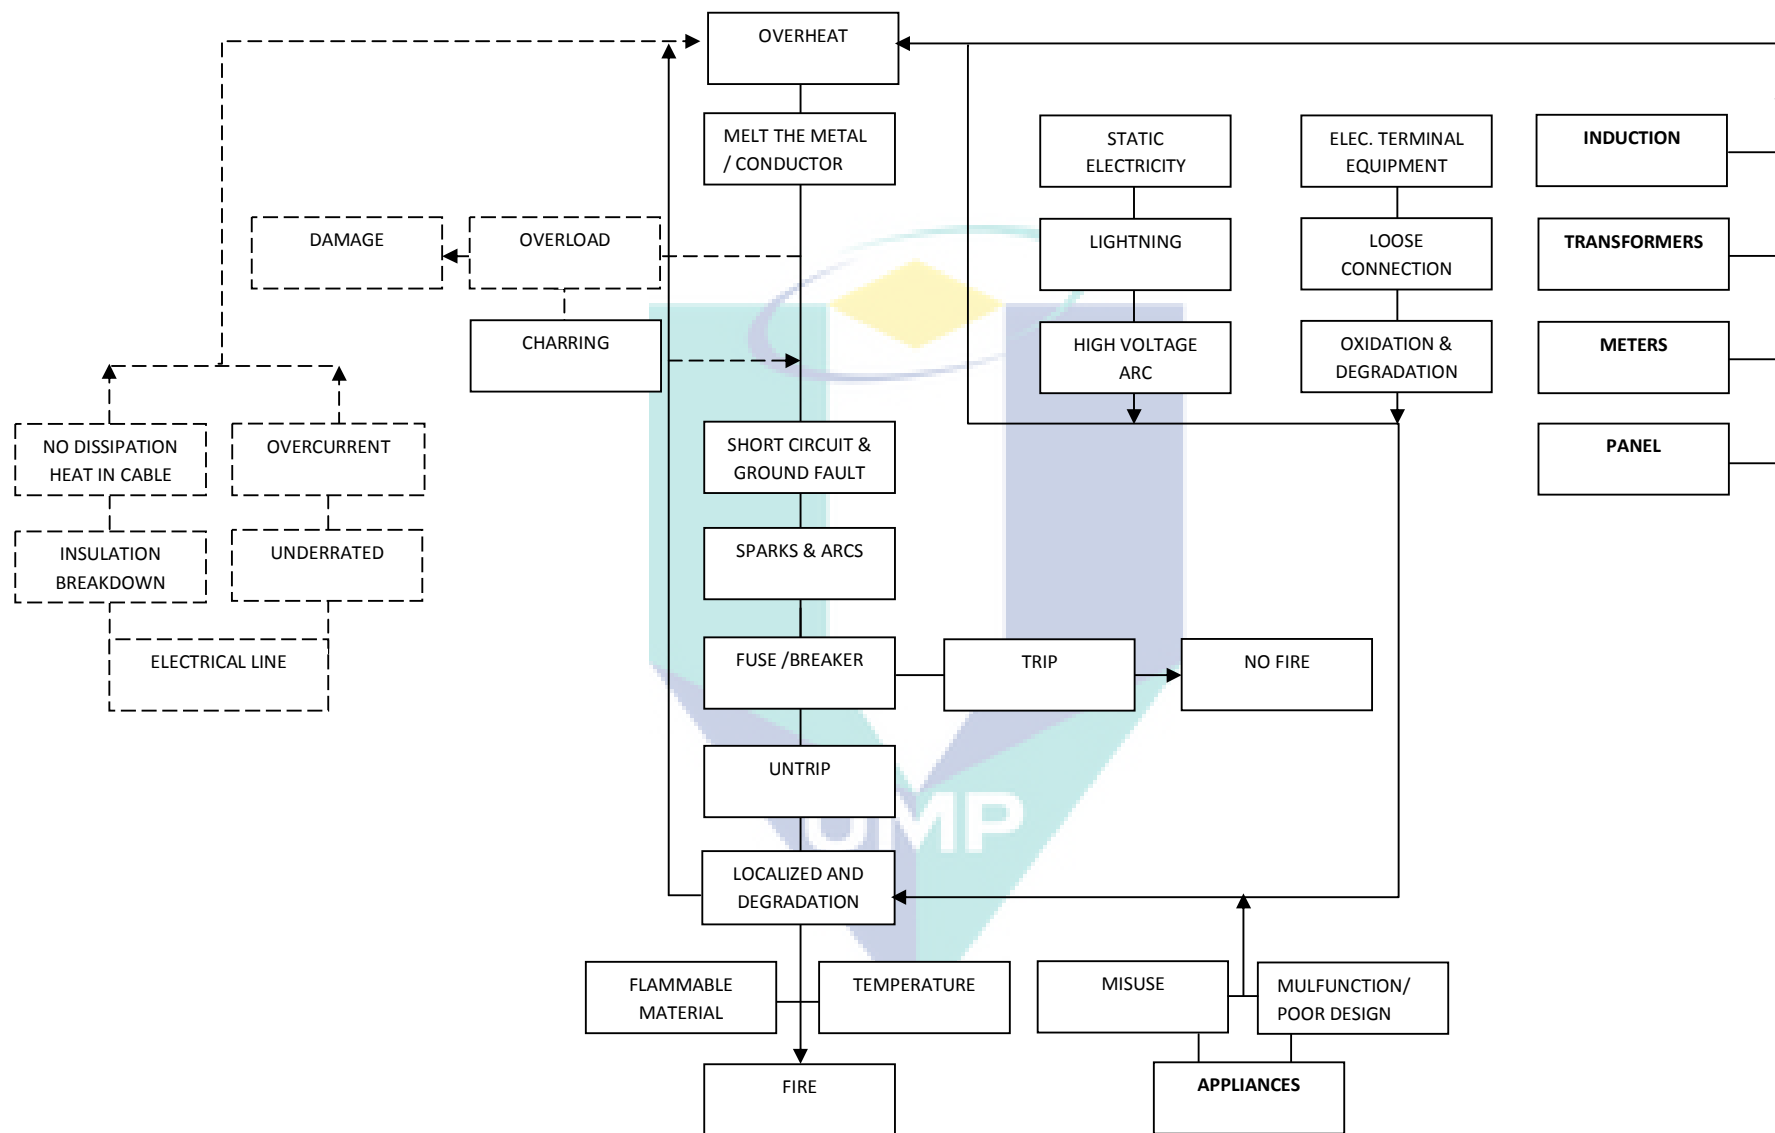 OVERHEAT
MELT THE METAL
/ CONDUCTOR
STATIC
ELECTRICITY
ELEC. TERMINAL
EQUIPMENT
INDUCTION
DAMAGE
OVERLOAD
LIGHTNING
LOOSE
CONNECTION
TRANSFORMERS
CHARRING
HIGH VOLTAGE
ARC
OXIDATION &
DEGRADATION
METERS
NO DISSIPATION
HEAT IN CABLE
OVERCURRENT
SHORT CIRCUIT &
GROUND FAULT
PANEL
INSULATION
BREAKDOWN
UNDERRATED
SPARKS & ARCS
ELECTRICAL LINE
FUSE /BREAKER
TRIP
NO FIRE
UNTRIP
UMP
LOCALIZED AND
DEGRADATION
FLAMMABLE
MATERIAL
TEMPERATURE
MISUSE
MULFUNCTION/
POOR DESIGN
FIRE
APPLIANCES